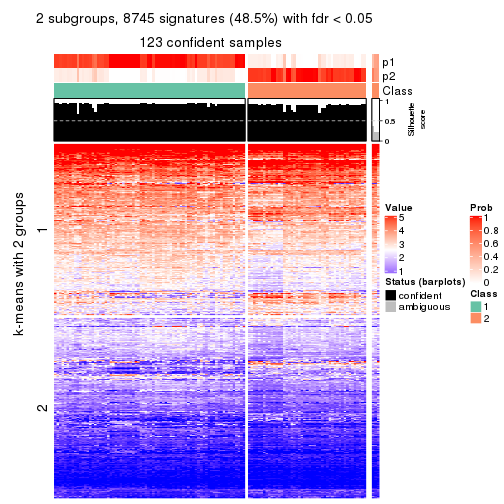 2 subgroups, 8745 signatures (48.5%) with fdr < 0.05
123 confident samples
p1
p2
Class
1
0.5
0
Silhouette
score
k-means with 2 groups
1
2
Value
5
4
3
2
1
Status (barplots)
confident
ambiguous
Prob
1
0.8
0.6
0.4
0.2
0
Class
1
2